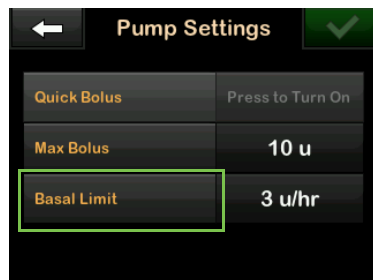 Pump Settings
Quick Bolus Press to Turn On
Max Bolus 10 u
Basal Limit 3 u/hr